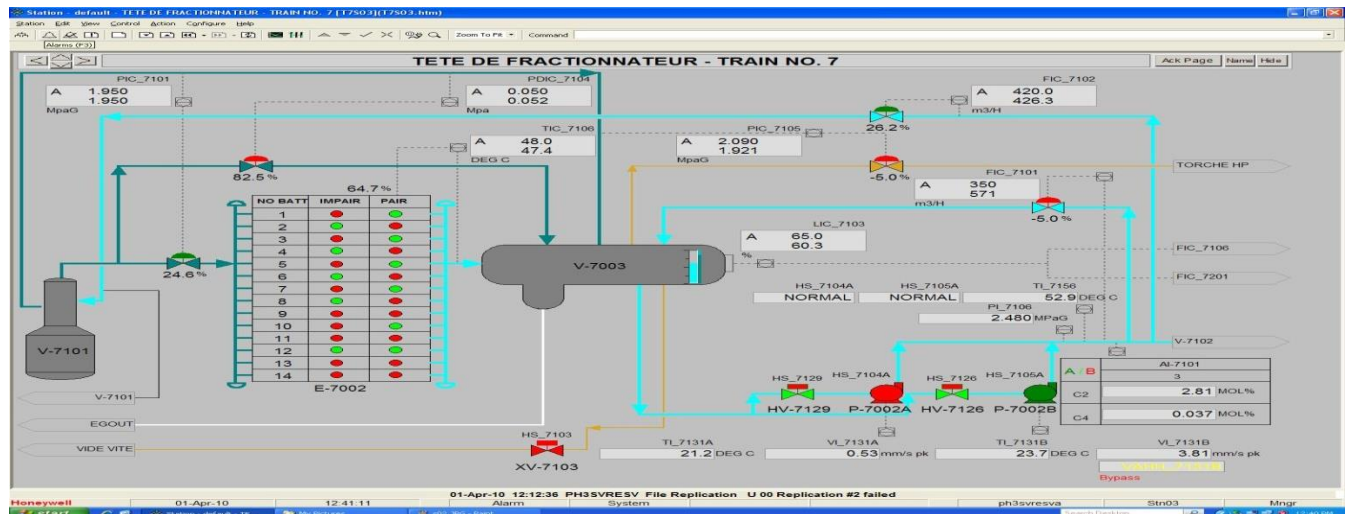 Station - default - TETE DE FRACTIONNATEUR - TRAIN NO. 7 [T7S03](T7S03.htm)
Station Edit View Control Action Configure Help
Zoom To Fit Command
Alarms (F3)
TETE DE FRACTIONNATEUR - TRAIN NO. 7
Ack Page Name Hide
PIC_7101 PDIC_7104 FIC_7102
A 1.950 A 0.050 A 420.0
1.950 0.052 426.3
MpaG Mpa m3/H
TIC_7106 PIC_7105 26.2%
A 48.0 A 2.090
47.4 1.921
DEG C MpaG
TORCHE HP
82.5% -5.0% FIC_7101
64.7% A 350
571
m3/H -5.0%
NO BATT IMPAIR PAIR
1
2
3
4
5
6
7
8
9
10
11
12
13
14
E-7002
24.6%
V-7101
V-7003
LIC_7103
A 65.0
60.3
%
FIC_7106
FIC_7201
HS_7104A HS_7105A TI_7156
NORMAL NORMAL 52.9 DEG C
PI_7106
2.480 MPaG
V-7102
HS_7129 HS_7104A HS_7126 HS_7105A
HV-7129 P-7002A HV-7126 P-7002B
A / B AI-7101
3
C2 2.81 MOL%
C4 0.037 MOL%
V-7101
EGOUT
VIDE VITE
HS_7103
XV-7103
TI_7131A VI_7131A TI_7131B VI_7131B
21.2 DEG C 0.53 mm/s pk 23.7 DEG C 3.81 mm/s pk
Bypass
01-Apr-10 12:12:36 PH3SVRESV File Replication U 00 Replication #2 failed
Honeywell 01-Apr-10 12:41:11 Alarm System ph3svresva Stn03 Mngr
start
Search Desktop